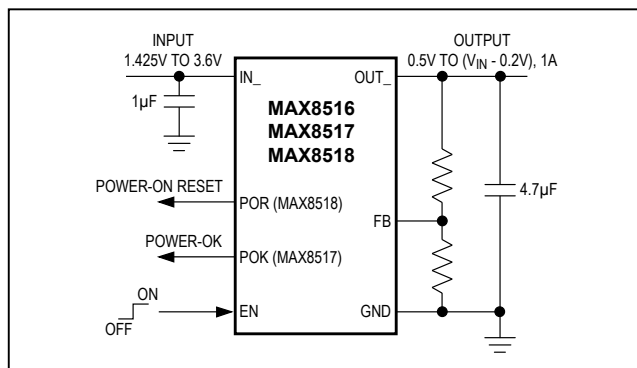 INPUT
1.425V TO 3.6V
OUTPUT
0.5V TO (VIN - 0.2V), 1A
IN_
OUT_
1µF
MAX8516
MAX8517
MAX8518
POWER-ON RESET
POR (MAX8518)
4.7µF
FB
POWER-OK
POK (MAX8517)
ON
OFF
EN
GND